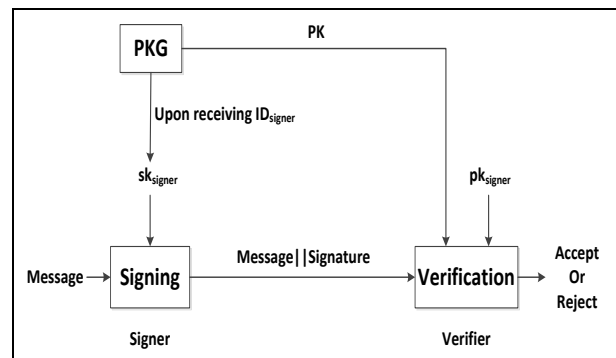 PK
PKG
Upon receiving IDsigner
sksigner
pksigner
Message
Signing
Message||Signature
Verification
Accept
Or
Reject
Signer
Verifier